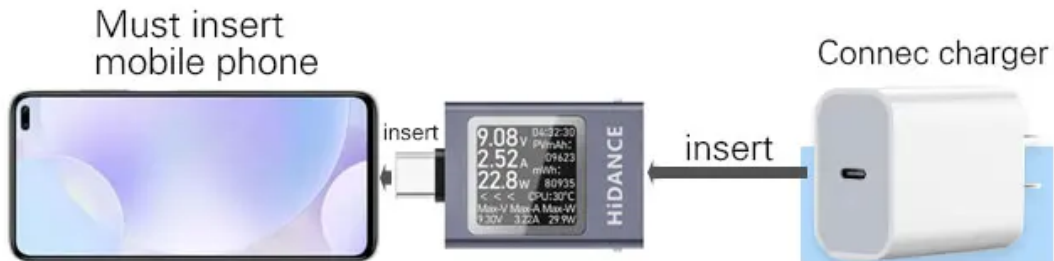 Must insert
mobile phone
Connec charger
insert
insert
9.08V
04:32:30
PVmAh:
2.52A
09623
mWh:
22.8W
80935
< < < CPU:30°C
Max-V Max-A Max-W
9.30V 3.22A 29.9W
HiDANCE